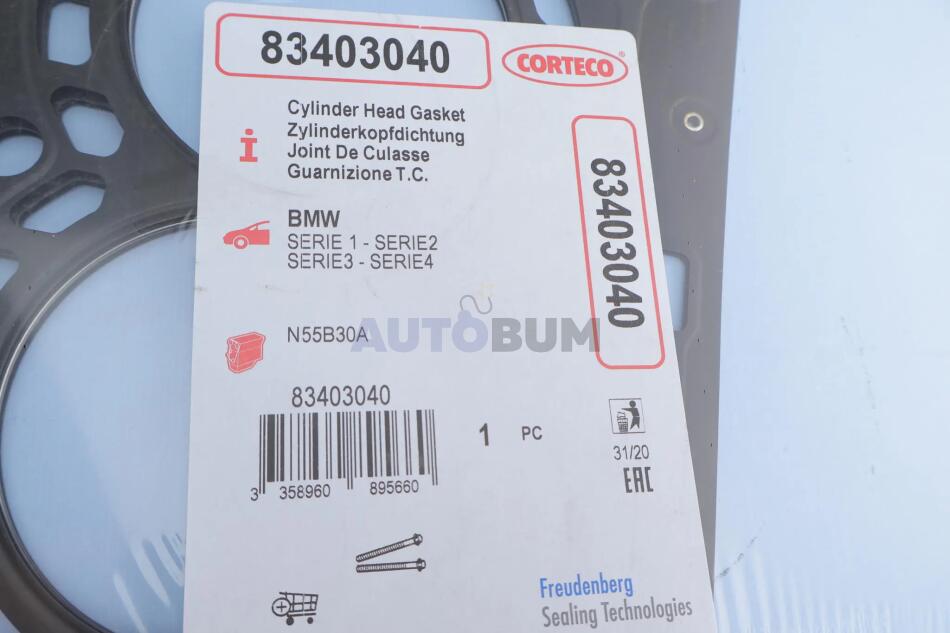 83403040
CORTECO®
Cylinder Head Gasket
Zylinderkopfdichtung
Joint De Culasse
Guarnizione T.C.
83403040
BMW
SERIE 1 - SERIE2
SERIE3 - SERIE4
AUTOBUM
N55B30A
83403040
3 358960 895660
1 PC
31/20
EAC
Freudenberg
Sealing Technologies